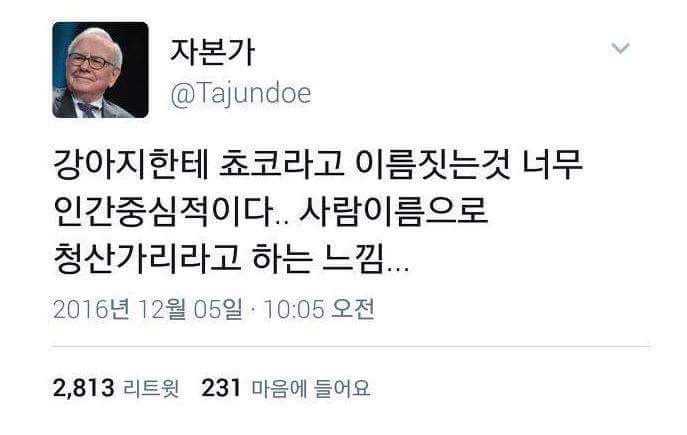 자본가
@Tajundoe
강아지한테 쵸코라고 이름짓는것 너무
인간중심적이다.. 사람이름으로
청산가리라고 하는 느낌...
2016년 12월 05일 · 10:05 오전
2,813 리트윗 231 마음에 들어요